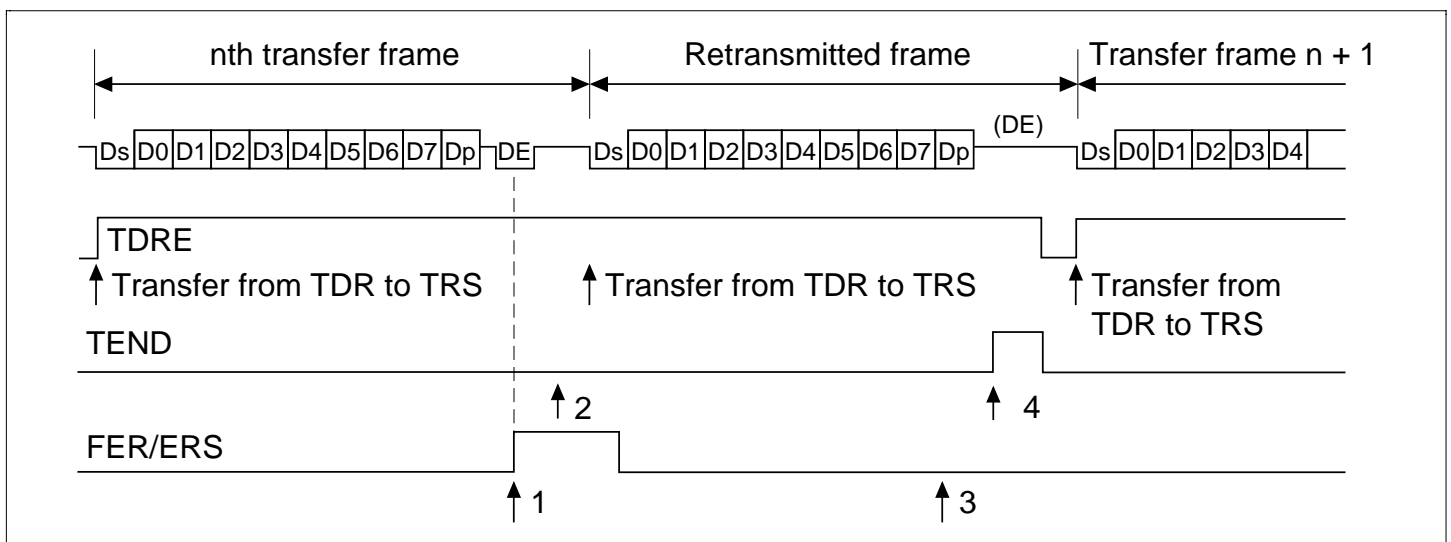 nth transfer frame Retransmitted frame Transfer frame n + 1
(DE)
Ds D0 D1 D2 D3 D4 D5 D6 D7 Dp DE Ds D0 D1 D2 D3 D4 D5 D6 D7 Dp Ds D0 D1 D2 D3 D4
TDRE
Transfer from TDR to TRS Transfer from TDR to TRS Transfer from
TDR to TRS
TEND
2 4
FER/ERS
1 3